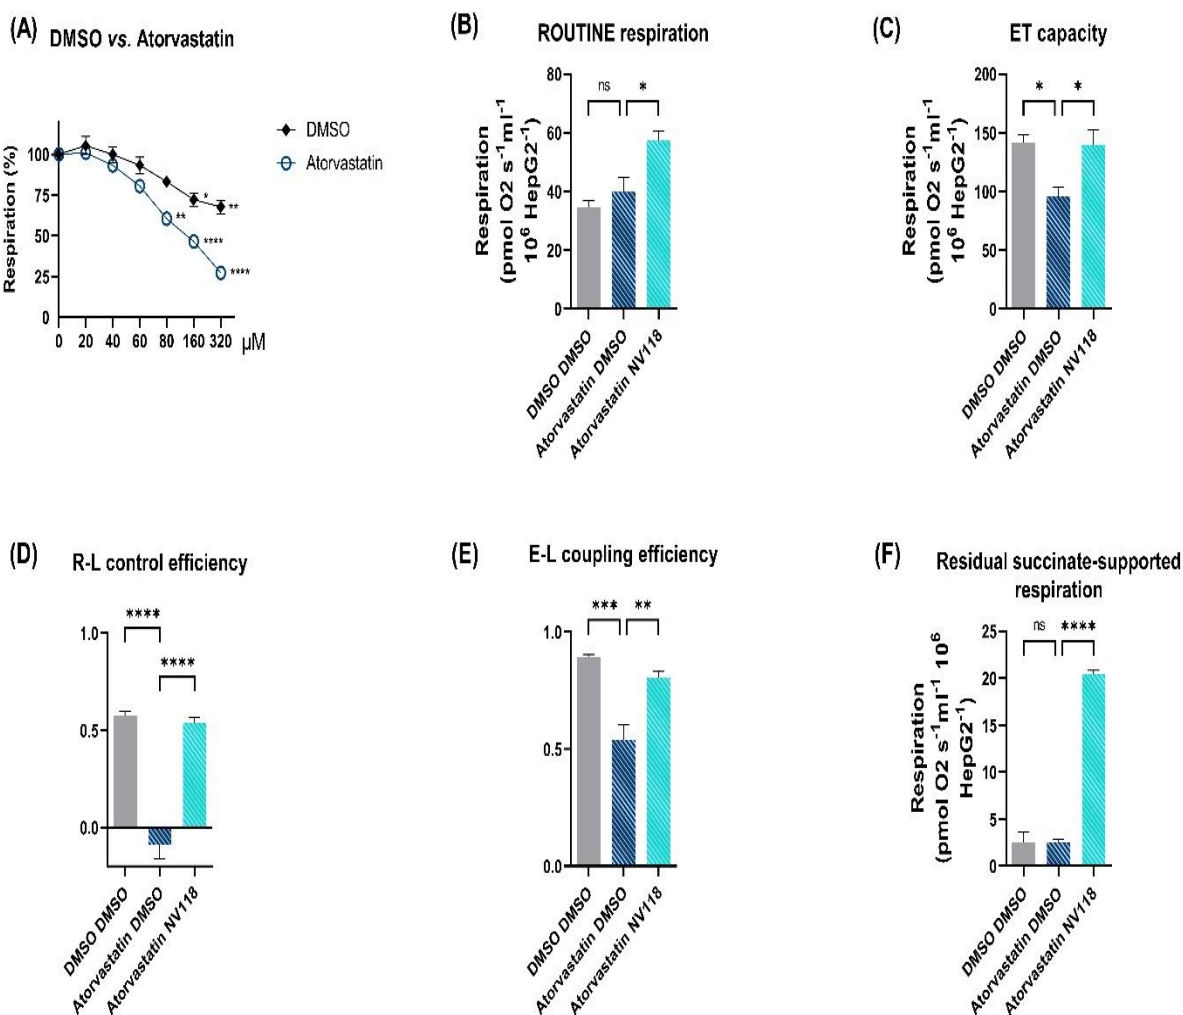 (A) DMSO vs. Atorvastatin
Respiration (%)
100
75
50
25
0
0 20 40 60 80 160 320 µM
* ** ** **** ****
DMSO
Atorvastatin
(B) ROUTINE respiration
Respiration
(pmol O2 s⁻¹ml⁻¹
10⁶ HepG2⁻¹)
80
60
40
20
0
ns *
DMSO DMSO
Atorvastatin DMSO
Atorvastatin NV118
(C) ET capacity
Respiration
(pmol O2 s⁻¹ml⁻¹
10⁶ HepG2⁻¹)
200
150
100
50
0
* *
DMSO DMSO
Atorvastatin DMSO
Atorvastatin NV118
(D) R-L control efficiency
1.0
0.5
0.0
****
****
DMSO DMSO
Atorvastatin DMSO
Atorvastatin NV118
(E) E-L coupling efficiency
1.0
0.5
0.0
*** **
DMSO DMSO
Atorvastatin DMSO
Atorvastatin NV118
(F) Residual succinate-supported
respiration
Respiration
(pmol O2 s⁻¹ml⁻¹ 10⁶
HepG2⁻¹)
25
20
15
10
5
0
ns ****
DMSO DMSO
Atorvastatin DMSO
Atorvastatin NV118